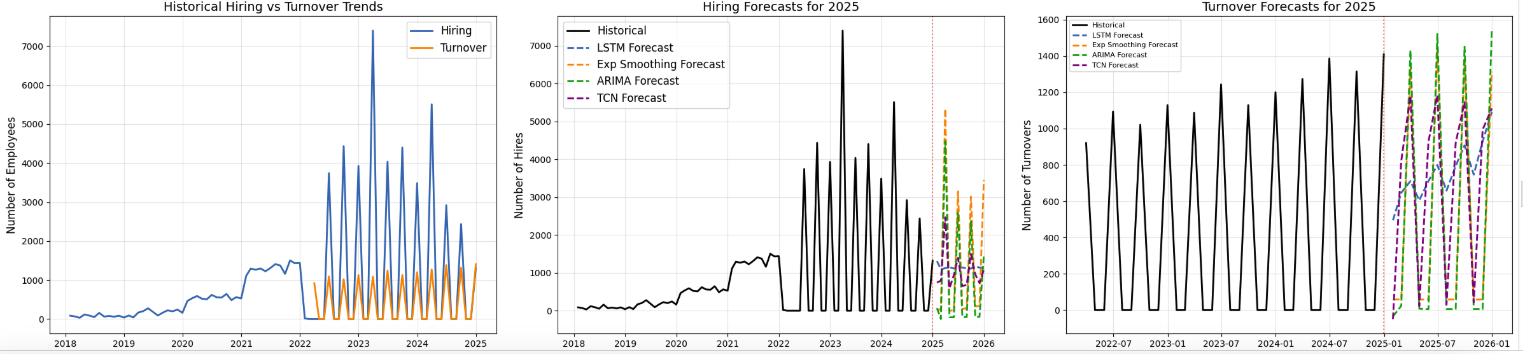 Historical Hiring vs Turnover Trends
Number of Employees
7000
6000
5000
4000
3000
2000
1000
0
Hiring
Turnover
2018 2019 2020 2021 2022 2023 2024 2025
Hiring Forecasts for 2025
Number of Hires
7000
6000
5000
4000
3000
2000
1000
0
Historical
LSTM Forecast
Exp Smoothing Forecast
ARIMA Forecast
TCN Forecast
2018 2019 2020 2021 2022 2023 2024 2025 2026
Turnover Forecasts for 2025
Number of Turnovers
1600
1400
1200
1000
800
600
400
200
0
Historical
LSTM Forecast
Exp Smoothing Forecast
ARIMA Forecast
TCN Forecast
2022-07 2023-01 2023-07 2024-01 2024-07 2025-01 2025-07 2026-01